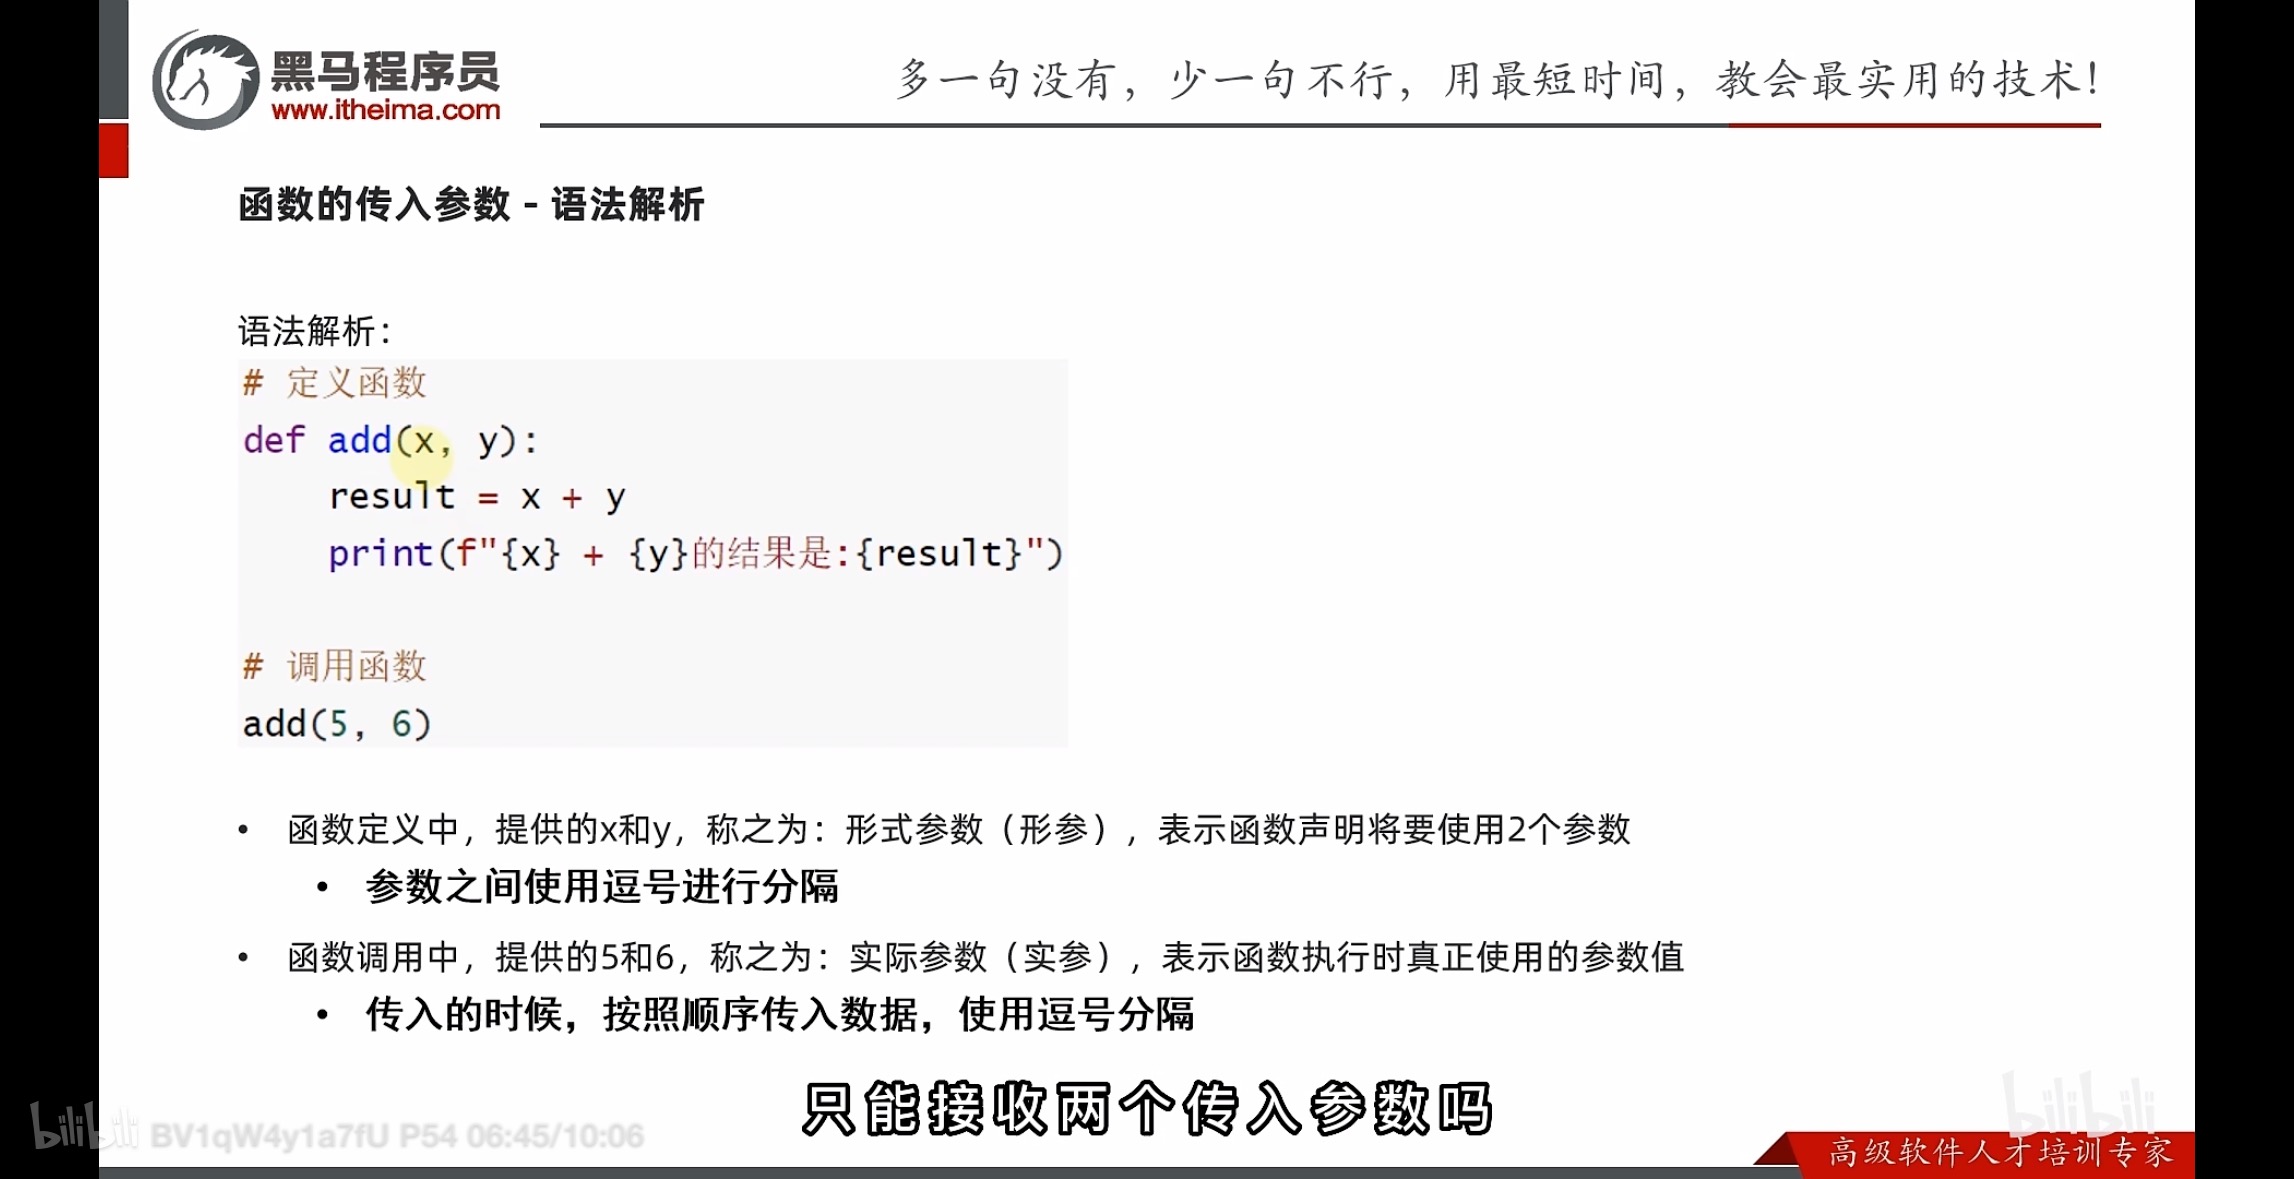 黑马程序员
www.itheima.com
多一句没有，少一句不行，用最短时间，教会最实用的技术！
函数的传入参数 - 语法解析
语法解析：
# 定义函数
def add(x, y):
    result = x + y
    print(f"{x} + {y}的结果是:{result}")
# 调用函数
add(5, 6)
• 函数定义中，提供的x和y，称之为：形式参数（形参），表示函数声明将要使用2个参数
• 参数之间使用逗号进行分隔
• 函数调用中，提供的5和6，称之为：实际参数（实参），表示函数执行时真正使用的参数值
• 传入的时候，按照顺序传入数据，使用逗号分隔
只能接收两个传入参数吗
bilibili BV1qW4y1a7fU P54 06:45/10:06
bilibili
高级软件人才培训专家